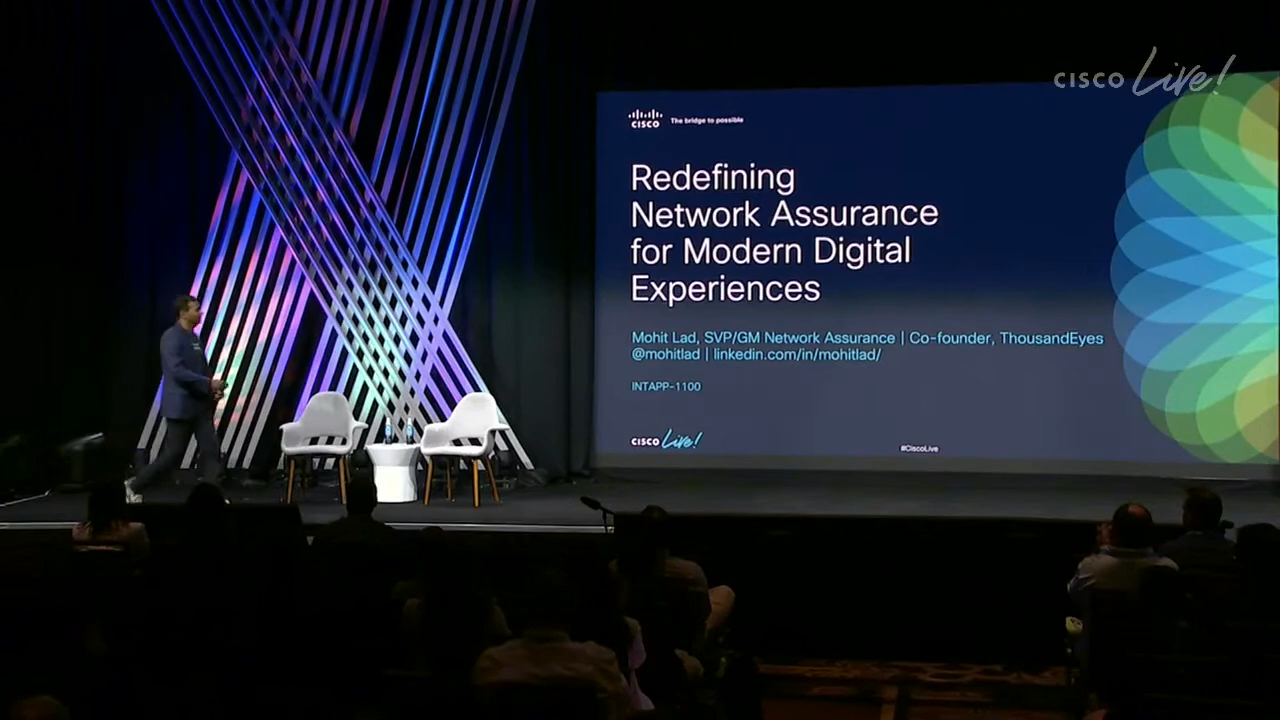 CISCO Live!
CISCO The bridge to possible
Redefining
Network Assurance
for Modern Digital
Experiences
Mohit Lad, SVP/GM Network Assurance | Co-founder, ThousandEyes
@mohitlad | linkedin.com/in/mohitlad/
INTAPP-1100
CISCO Live!
#CiscoLive